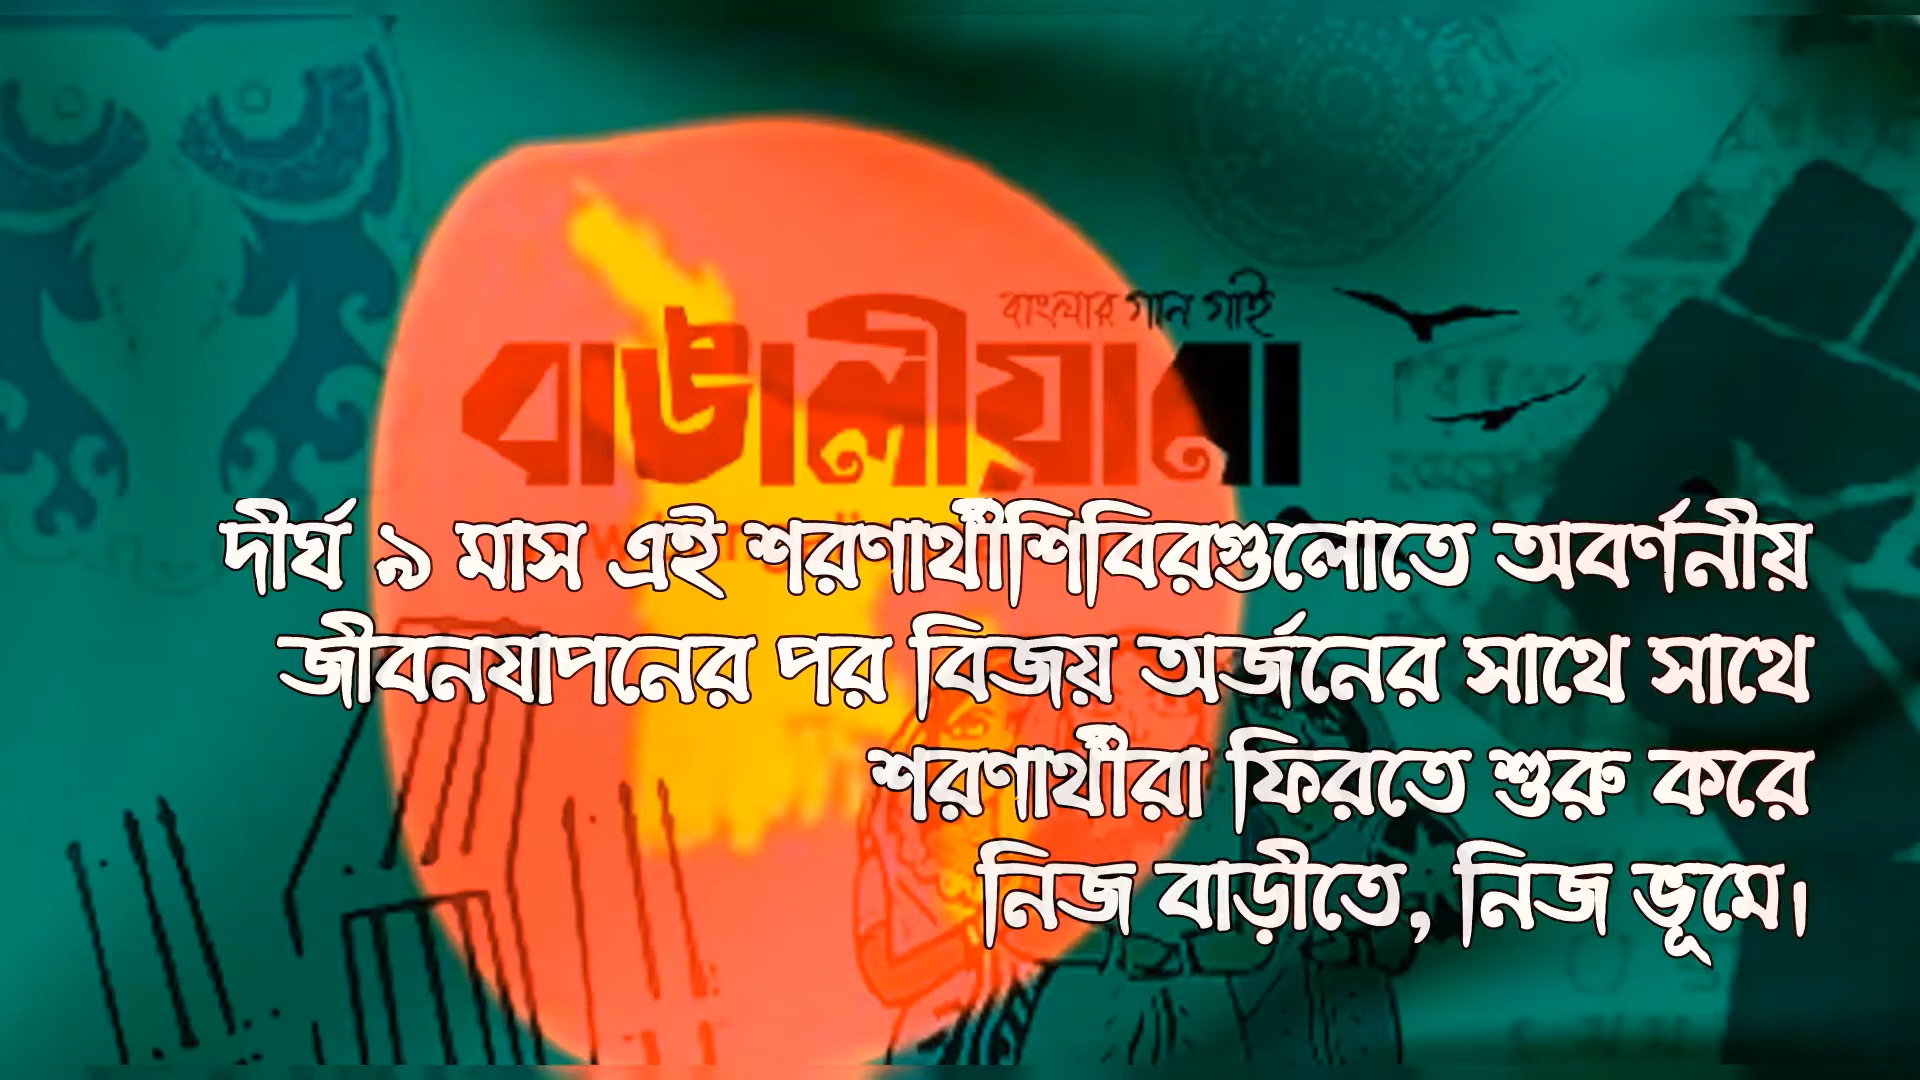 বাংলার গান গাই
বাঙালীয়ানা
দীর্ঘ ৯ মাস এই শরণার্থীশিবিরগুলোতে অবর্ণনীয়
জীবনযাপনের পর বিজয় অর্জনের সাথে সাথে
শরণার্থীরা ফিরতে শুরু করে
নিজ বাড়ীতে, নিজ ভূমে।